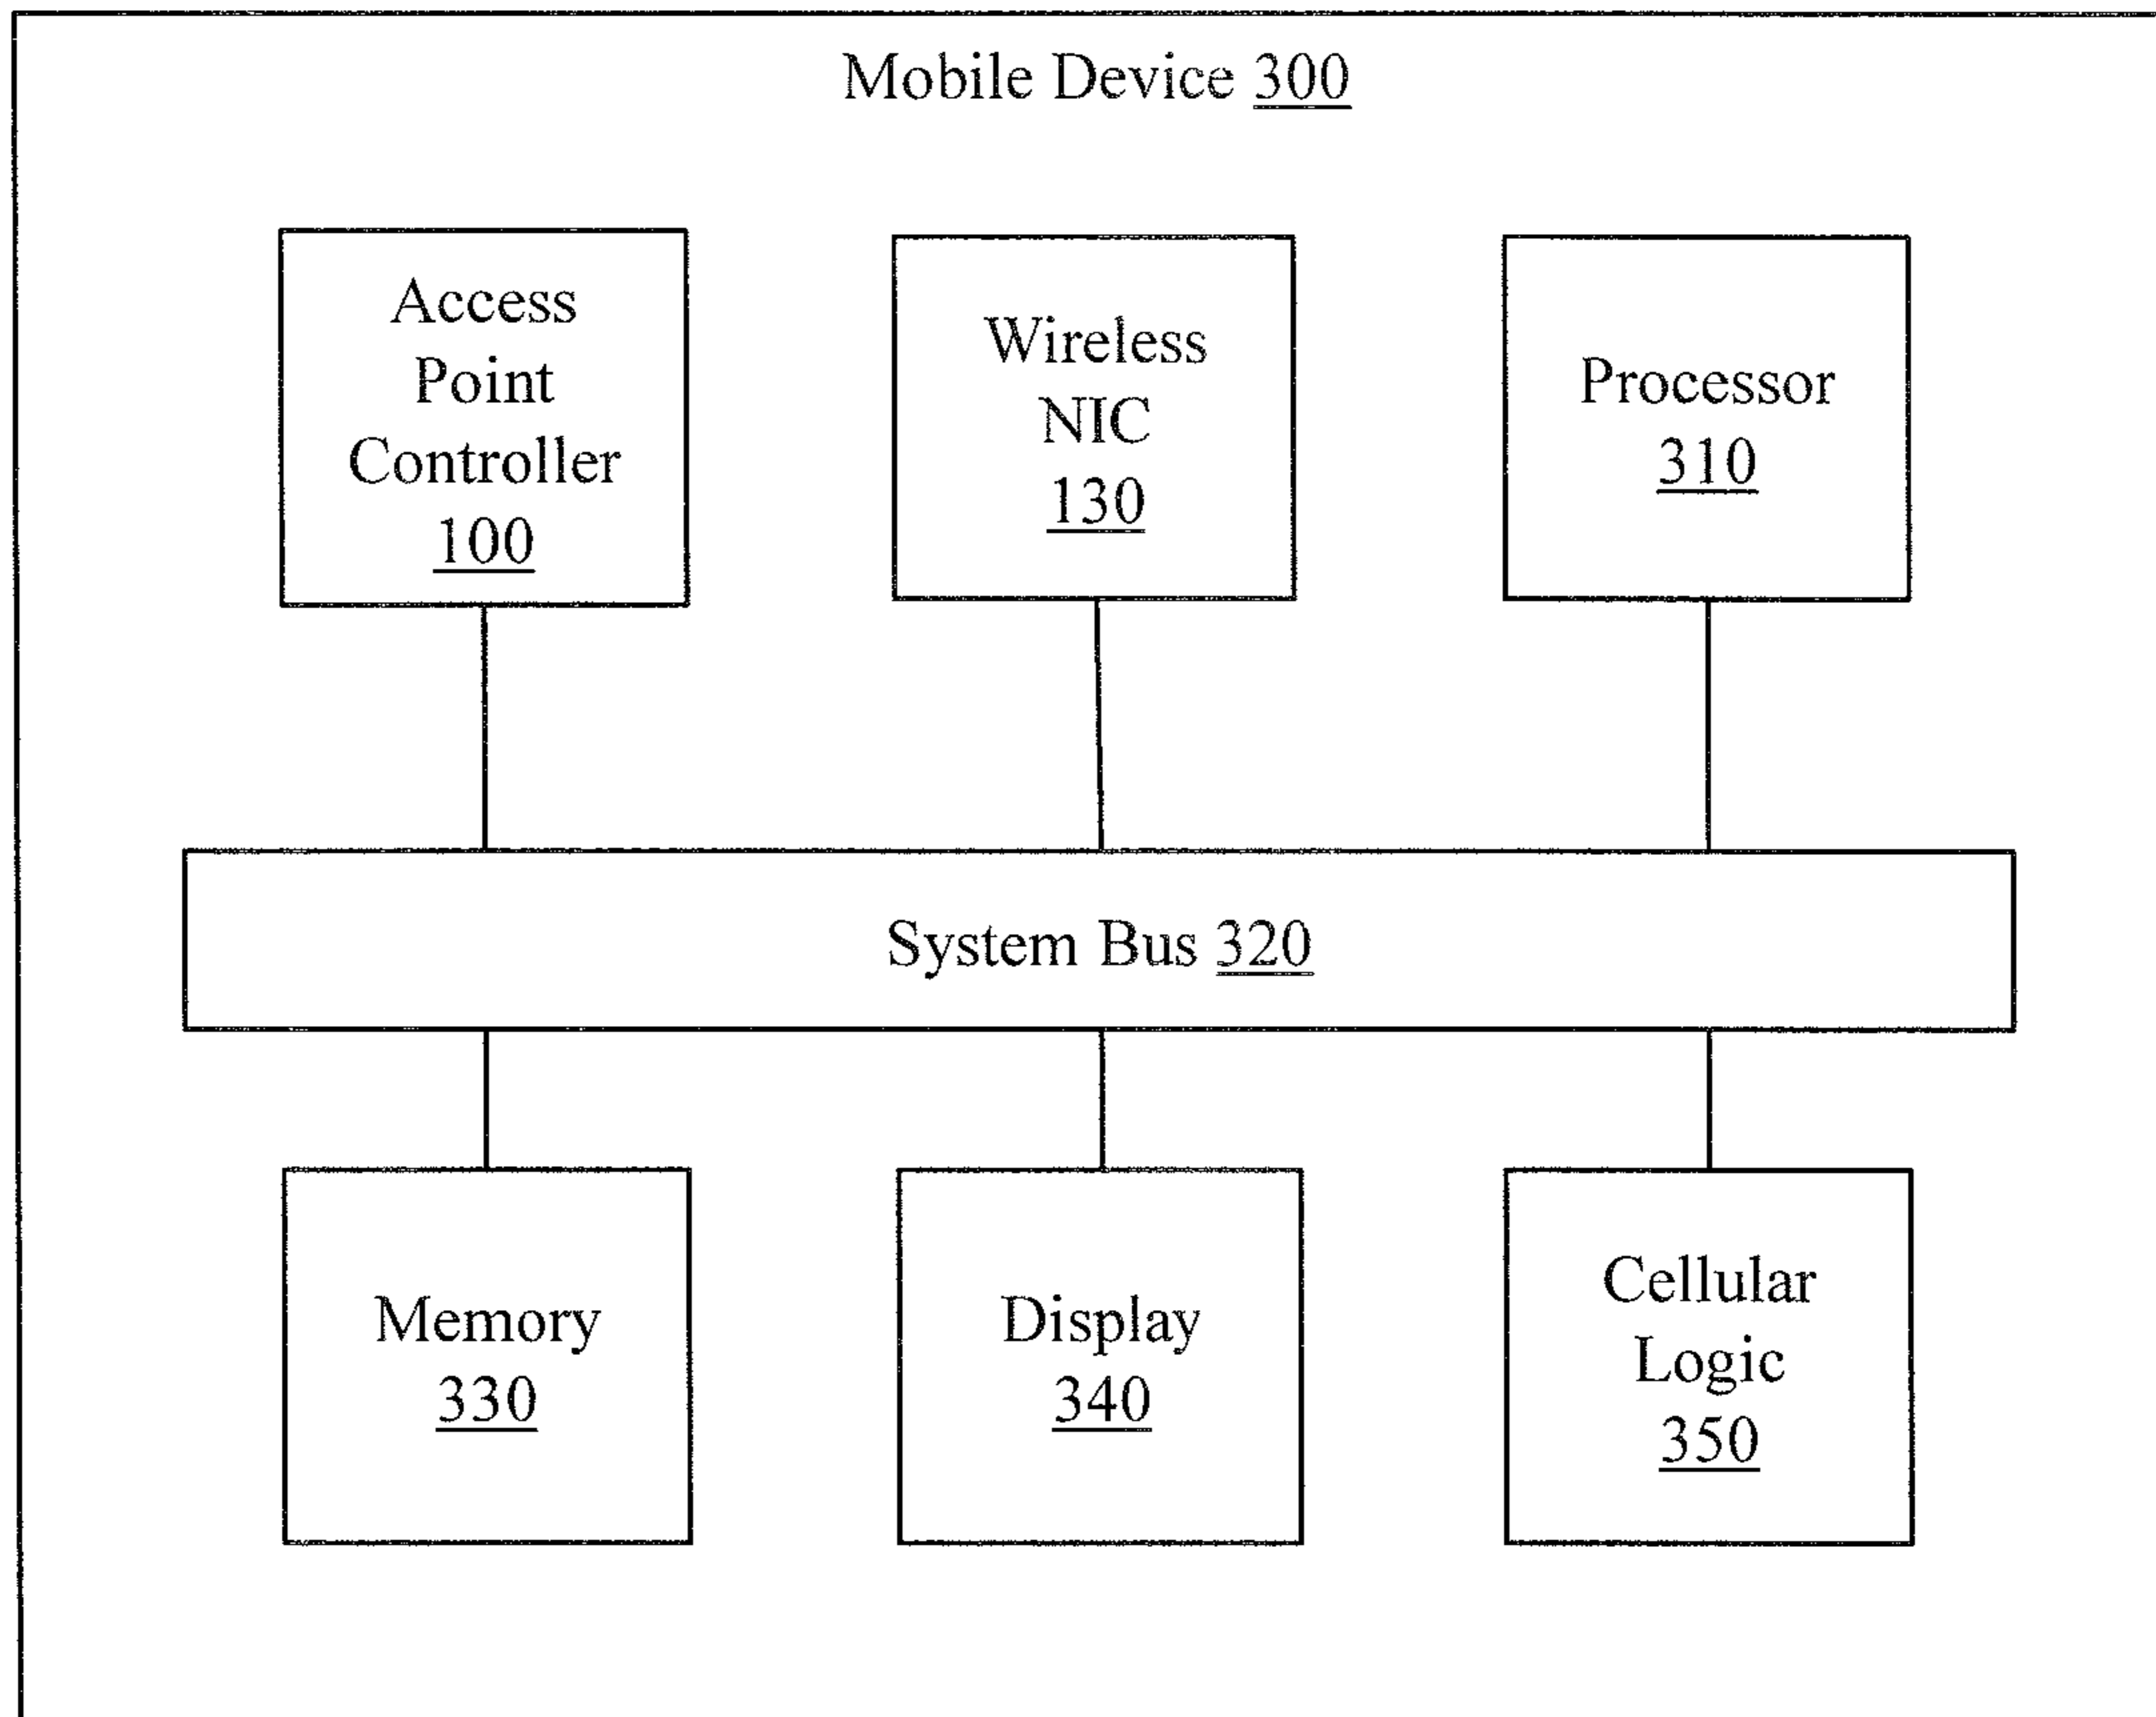 Mobile Device 300
Access
Point
Controller
100
Wireless
NIC
130
Processor
310
System Bus 320
Memory
330
Display
340
Cellular
Logic
350